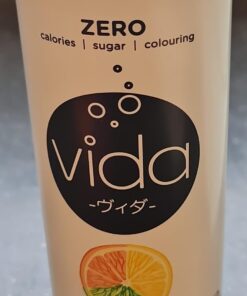 ZERO
calories | sugar | colouring
vida
-ヴィダ-